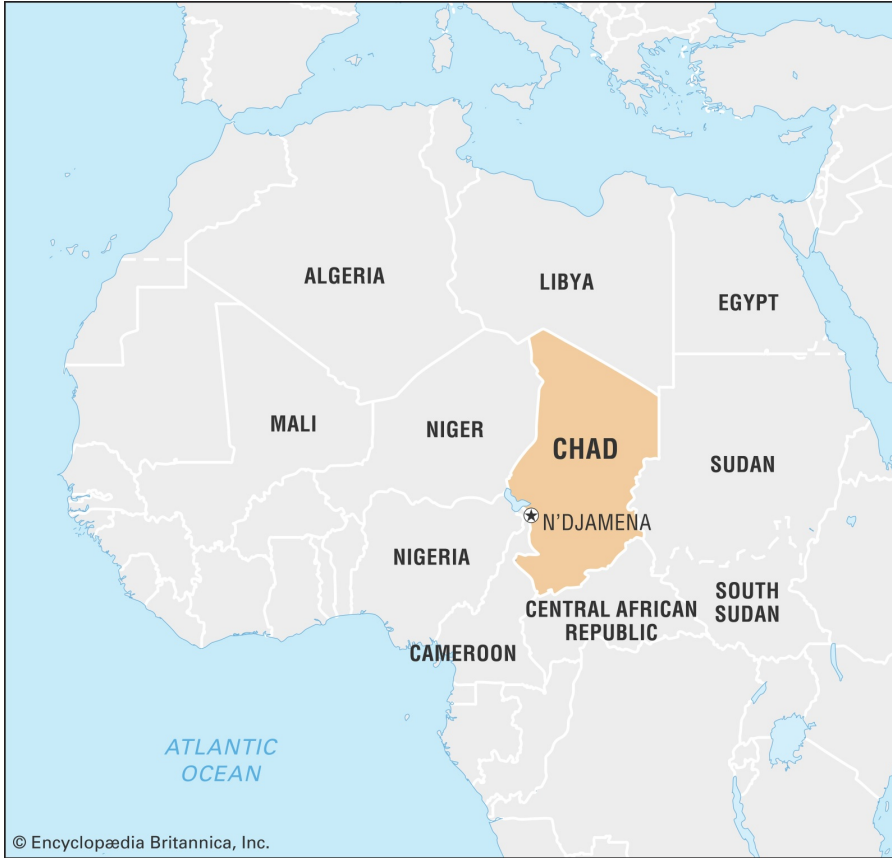 ALGERIA
LIBYA
EGYPT
MALI
NIGER
CHAD
SUDAN
N'DJAMENA
NIGERIA
SOUTH
SUDAN
CENTRAL AFRICAN
REPUBLIC
CAMEROON
ATLANTIC
OCEAN
© Encyclopædia Britannica, Inc.